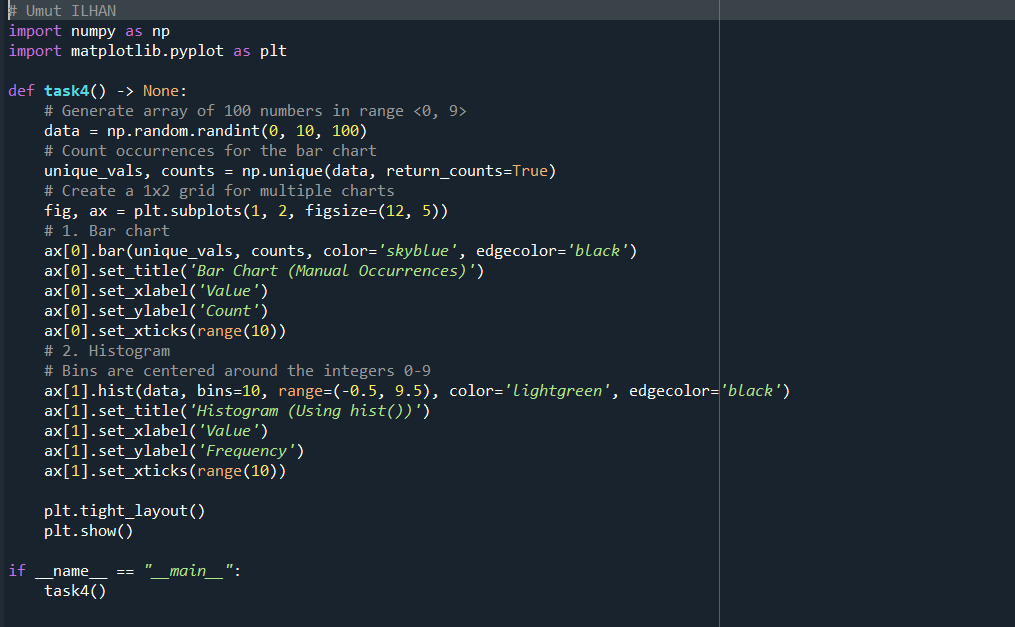 # Umut ILHAN
import numpy as np
import matplotlib.pyplot as plt

def task4() -> None:
    # Generate array of 100 numbers in range <0, 9>
    data = np.random.randint(0, 10, 100)
    # Count occurrences for the bar chart
    unique_vals, counts = np.unique(data, return_counts=True)
    # Create a 1x2 grid for multiple charts
    fig, ax = plt.subplots(1, 2, figsize=(12, 5))
    # 1. Bar chart
    ax[0].bar(unique_vals, counts, color='skyblue', edgecolor='black')
    ax[0].set_title('Bar Chart (Manual Occurrences)')
    ax[0].set_xlabel('Value')
    ax[0].set_ylabel('Count')
    ax[0].set_xticks(range(10))
    # 2. Histogram
    # Bins are centered around the integers 0-9
    ax[1].hist(data, bins=10, range=(-0.5, 9.5), color='lightgreen', edgecolor='black')
    ax[1].set_title('Histogram (Using hist())')
    ax[1].set_xlabel('Value')
    ax[1].set_ylabel('Frequency')
    ax[1].set_xticks(range(10))

    plt.tight_layout()
    plt.show()

if __name__ == "__main__":
    task4()